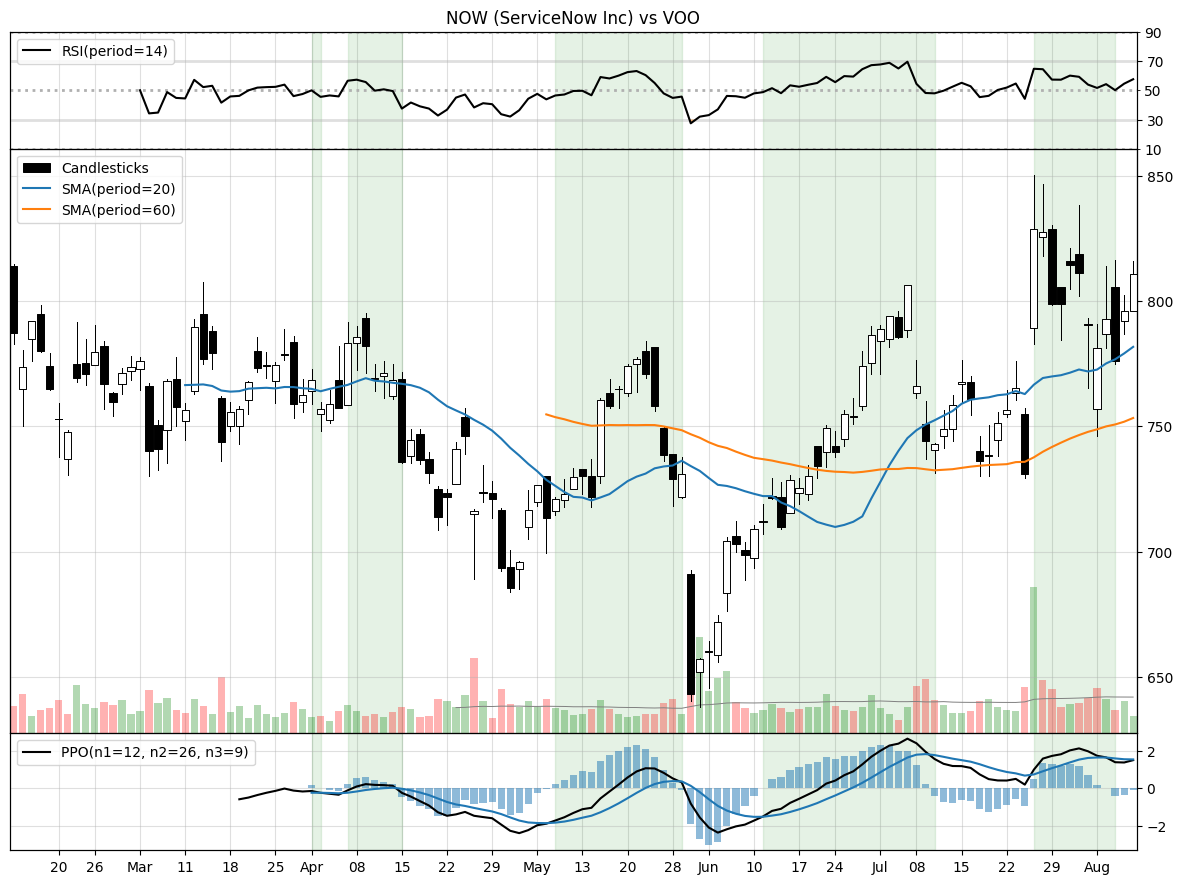 NOW (ServiceNow Inc) vs VOO
RSI(period=14)
90
70
50
30
10
Candlesticks
SMA(period=20)
SMA(period=60)
850
800
750
700
650
PPO(n1=12, n2=26, n3=9)
2
0
−2
20 26 Mar 11 18 25 Apr 08 15 22 29 May 13 20 28 Jun 10 17 24 Jul 08 15 22 29 Aug